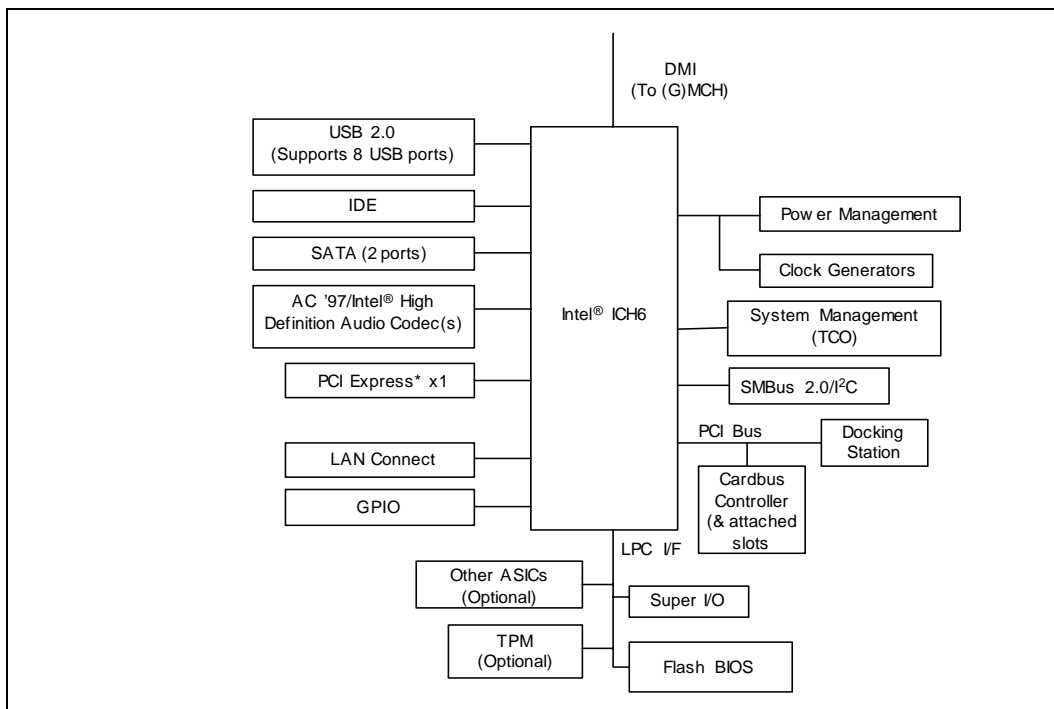 DMI
(To (G)MCH)
USB 2.0
(Supports 8 USB ports)
IDE
SATA (2 ports)
AC '97/Intel® High
Definition Audio Codec(s)
PCI Express* x1
LAN Connect
GPIO
Intel® ICH6
Power Management
Clock Generators
System Management
(TCO)
SMBus 2.0/I²C
PCI Bus
Docking
Station
Cardbus
Controller
(& attached
slots
LPC I/F
Other ASICs
(Optional)
Super I/O
TPM
(Optional)
Flash BIOS